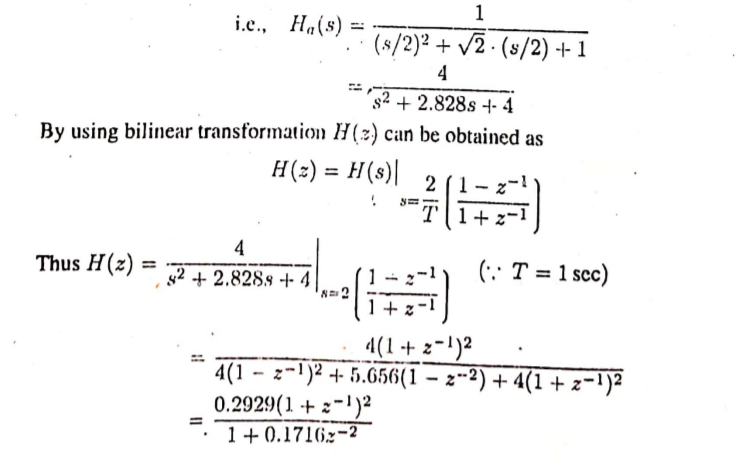 i.e., Hₐ(s) = 1 / ((s/2)² + √2 · (s/2) + 1)
= 4 / (s² + 2.828s + 4)
By using bilinear transformation H(z) can be obtained as
H(z) = H(s)| s= 2/T ((1 − z⁻¹) / (1 + z⁻¹))
Thus H(z) = 4 / (s² + 2.828s + 4) | s=2 ((1 − z⁻¹) / (1 + z⁻¹)) (∵ T = 1 sec)
= 4(1 + z⁻¹)² / (4(1 − z⁻¹)² + 5.656(1 − z⁻²) + 4(1 + z⁻¹)²)
= 0.2929(1 + z⁻¹)² / (1 + 0.1716z⁻²)